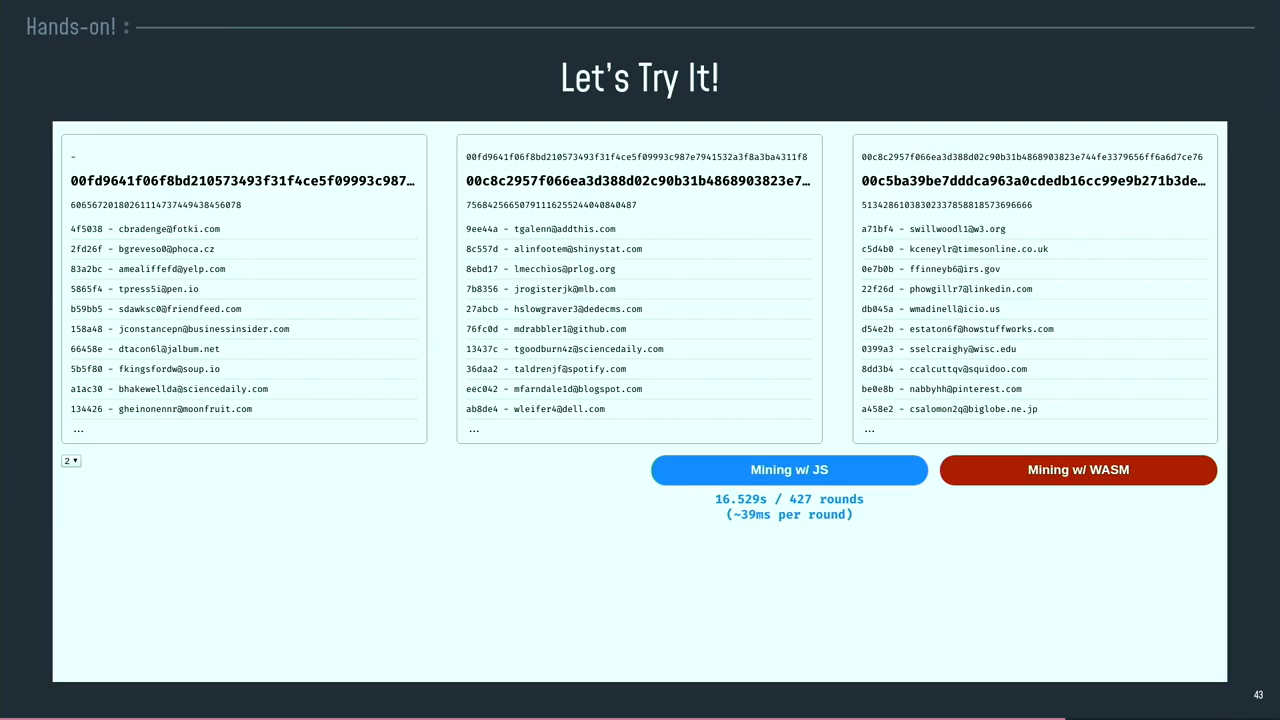 Hands-on! :
Let's Try It!
-
00fd9641f06f8bd210573493f31f4ce5f09993c987…
606567201802611147374494384560​78
4f5038 - cbradenge@fotki.com
2fd26f - bgreveso0@phoca.cz
83a2bc - amealiffefd@yelp.com
5865f4 - tpress5i@pen.io
b59bb5 - sdawksc0@friendfeed.com
158a48 - jconstancepn@businessinsider.com
66458e - dtacon6l@jalbum.net
5b5f80 - fkingsfordw@soup.io
a1ac30 - bhakewellda@sciencedaily.com
134426 - gheinonennr@moonfruit.com
...
00fd9641f06f8bd210573493f31f4ce5f09993c987e7941532a3f8a3ba4311f8
00c8c2957f066ea3d388d02c90b31b4868903823e7…
75684256650791116255244040840487
9ee44a - tgalenn@addthis.com
8c557d - alinfootem@shinystat.com
8ebd17 - lmecchios@prlog.org
7b8356 - jrogisterjk@mlb.com
27abcb - hslowgraver3@dedecms.com
76fc0d - mdrabbler1@github.com
13437c - tgoodburn4z@sciencedaily.com
36daa2 - taldrenjf@spotify.com
eec042 - mfarndale1d@blogspot.com
ab8de4 - wleifer4@dell.com
...
00c8c2957f066ea3d388d02c90b31b4868903823e744fe3379656ff6a6d7ce76
00c5ba39be7dddca963a0cdedb16cc99e9b271b3de…
51342861038302337858818573696666
a71bf4 - swillwoodl1@w3.org
c5d4b0 - kceneylr@timesonline.co.uk
0e7b0b - ffinneyb6@irs.gov
22f26d - phowgillr7@linkedin.com
db045a - wmadinell@icio.us
d54e2b - estaton6f@howstuffworks.com
0399a3 - sselcraighy@wisc.edu
8dd3b4 - ccalcuttqv@squidoo.com
be0e8b - nabbyhh@pinterest.com
a458e2 - csalomon2q@biglobe.ne.jp
...
2
Mining w/ JS
Mining w/ WASM
16.529s / 427 rounds
(~39ms per round)
43